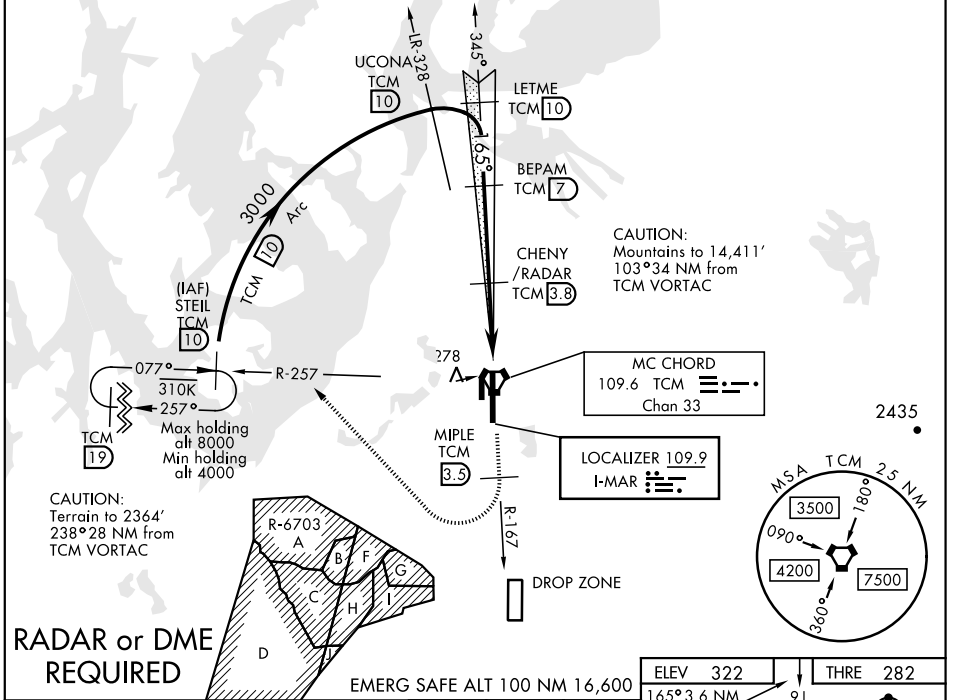 LR-328
345°
UCONA
TCM
10
LETME
TCM 10
165°
BEPAM
TCM 7
3000
Arc
TCM 10
CHENY
/RADAR
TCM 3.8
CAUTION:
Mountains to 14,411'
103°34 NM from
TCM VORTAC
(IAF)
STEIL
TCM
10
077°
310K
257°
R-257
278
MC CHORD
109.6 TCM
Chan 33
TCM
19
Max holding
alt 8000
Min holding
alt 4000
MIPLE
TCM
3.5
LOCALIZER 109.9
I-MAR
R-167
2435
CAUTION:
Terrain to 2364'
238°28 NM from
TCM VORTAC
MSA TCM 25 NM
3500
180°
090°
4200
7500
360°
R-6703
A
B
F
G
C
H
I
D
J
DROP ZONE
RADAR or DME
REQUIRED
EMERG SAFE ALT 100 NM 16,600
ELEV 322
THRE 282
165° 3.6 NM